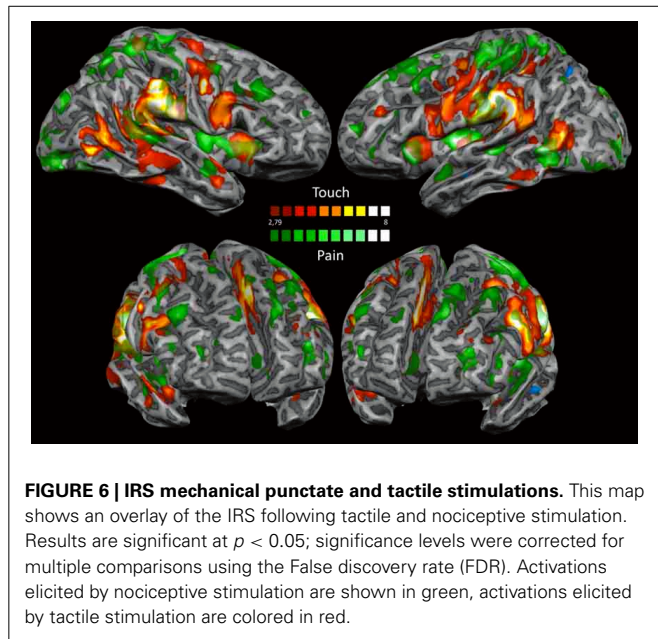 Touch
2,79 8
Pain
FIGURE 6 | IRS mechanical punctate and tactile stimulations. This map
shows an overlay of the IRS following tactile and nociceptive stimulation.
Results are significant at p < 0.05; significance levels were corrected for
multiple comparisons using the False discovery rate (FDR). Activations
elicited by nociceptive stimulation are shown in green, activations elicited
by tactile stimulation are colored in red.